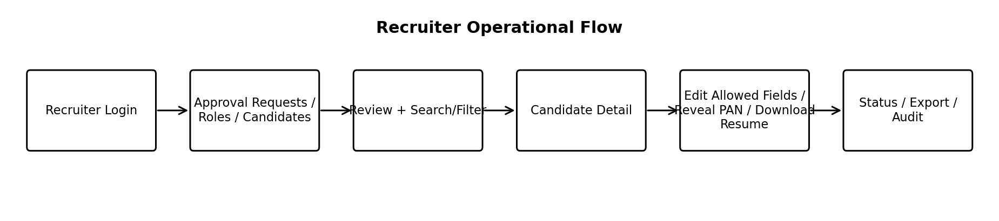 Recruiter Operational Flow
Recruiter Login
Approval Requests /
Roles / Candidates
Review + Search/Filter
Candidate Detail
Edit Allowed Fields /
Reveal PAN / Download
Resume
Status / Export /
Audit